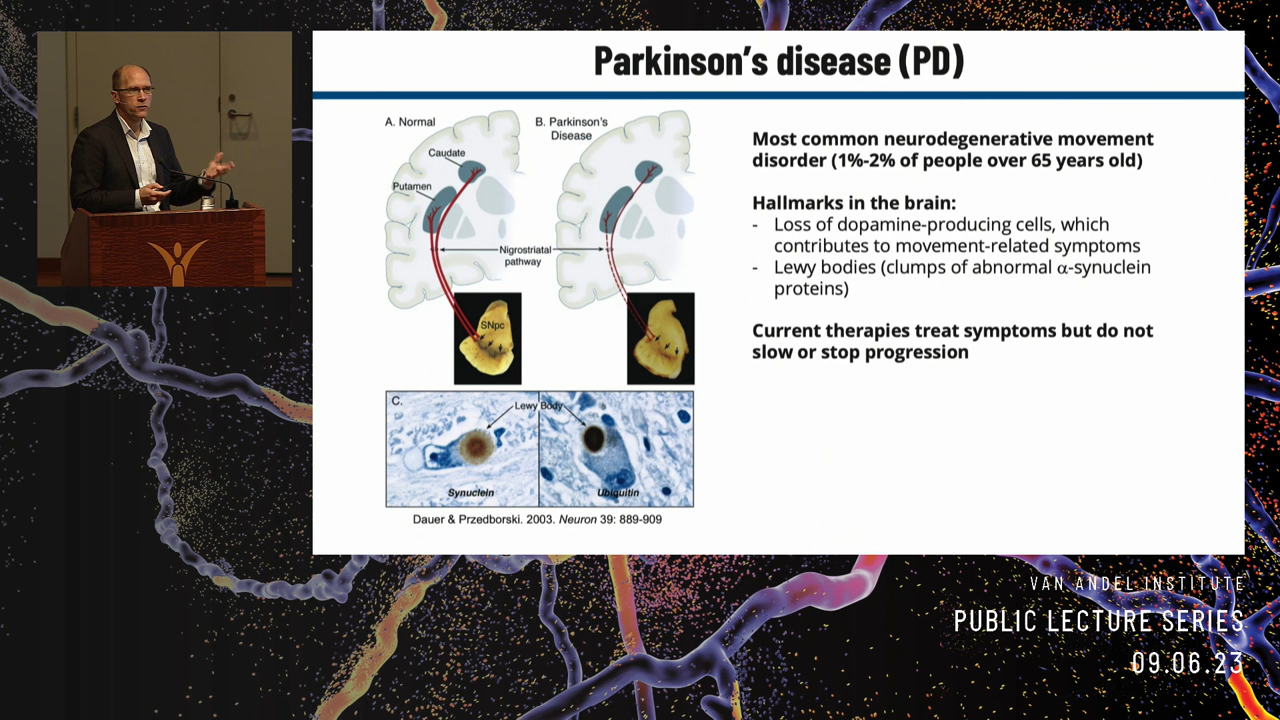 Parkinson’s disease (PD)
A. Normal
B. Parkinson's
Disease
Caudate
Putamen
Nigrostriatal
pathway
SNpc
C.
Lewy Body
Synuclein
Ubiquitin
Dauer & Przedborski. 2003. Neuron 39: 889-909
Most common neurodegenerative movement
disorder (1%-2% of people over 65 years old)
Hallmarks in the brain:
- Loss of dopamine-producing cells, which
contributes to movement-related symptoms
- Lewy bodies (clumps of abnormal α-synuclein
proteins)
Current therapies treat symptoms but do not
slow or stop progression
VAN ANDEL INSTITUTE
PUBLIC LECTURE SERIES
09.06.23